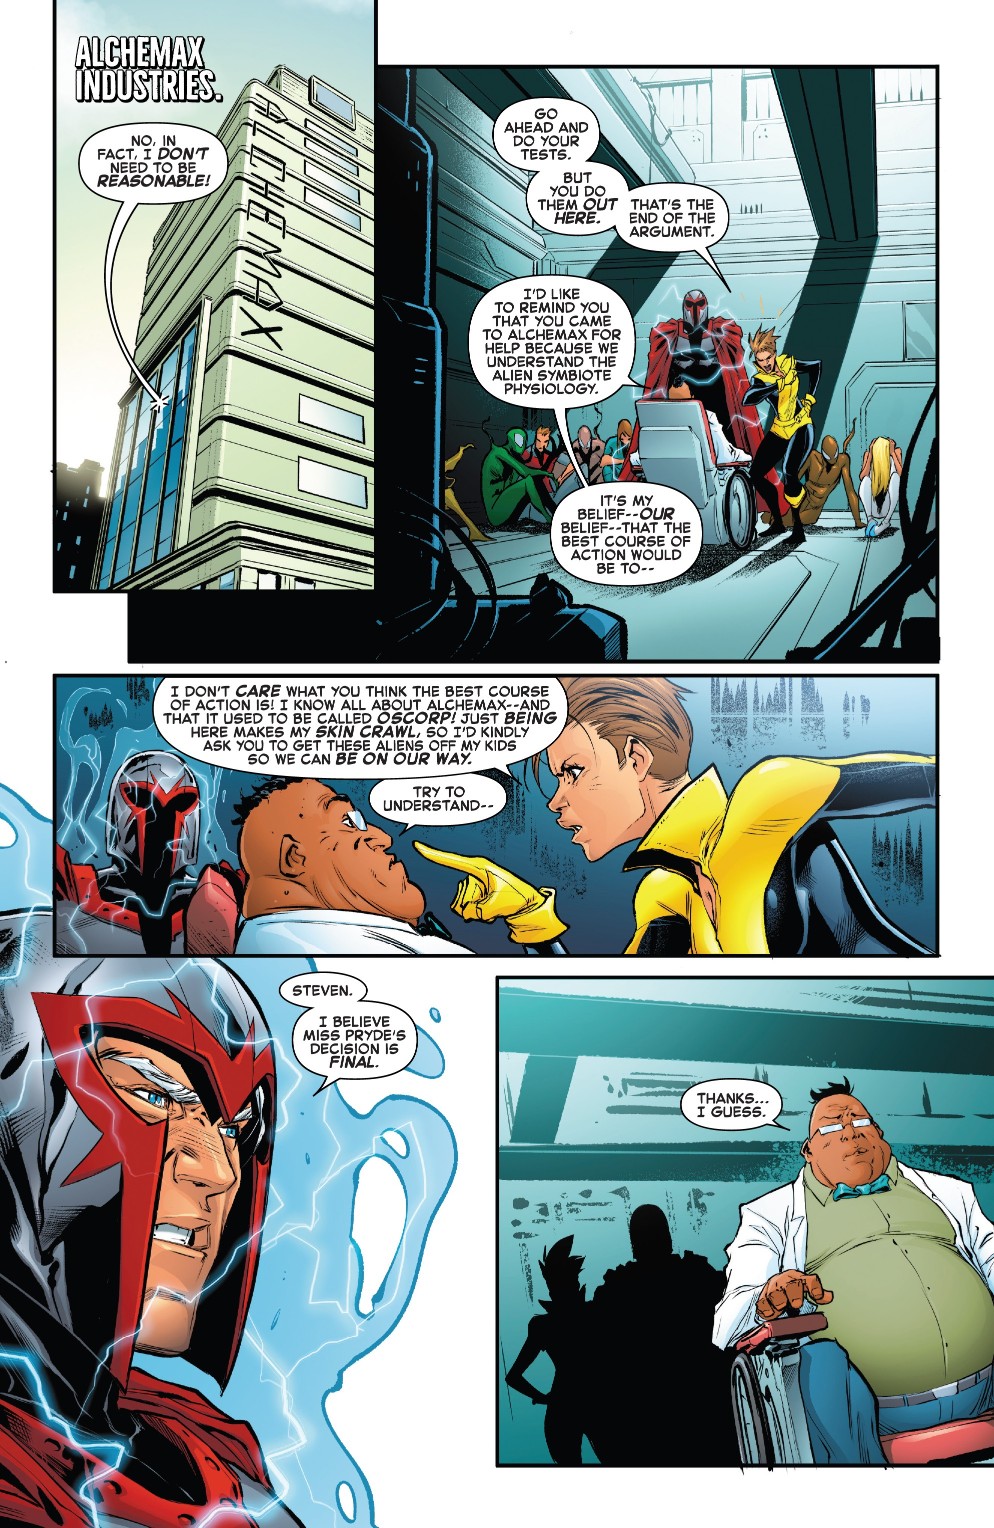 ALCHEMAX
INDUSTRIES.
NO, IN
FACT, I DON'T
NEED TO BE
REASONABLE!
ALCHEMAX
GO
AHEAD AND
DO YOUR
TESTS.
BUT
YOU DO
THEM OUT
HERE.
THAT'S THE
END OF THE
ARGUMENT.
I'D LIKE
TO REMIND YOU
THAT YOU CAME
TO ALCHEMAX FOR
HELP BECAUSE WE
UNDERSTAND THE
ALIEN SYMBIOTE
PHYSIOLOGY.
IT'S MY
BELIEF--OUR
BELIEF--THAT THE
BEST COURSE OF
ACTION WOULD
BE TO--
I DON'T CARE WHAT YOU THINK THE BEST COURSE
OF ACTION IS! I KNOW ALL ABOUT ALCHEMAX--AND
THAT IT USED TO BE CALLED OSCORP! JUST BEING
HERE MAKES MY SKIN CRAWL, SO I'D KINDLY
ASK YOU TO GET THESE ALIENS OFF MY KIDS
SO WE CAN BE ON OUR WAY.
TRY TO
UNDERSTAND--
STEVEN.
I BELIEVE
MISS PRYDE'S
DECISION IS
FINAL.
THANKS...
I GUESS.